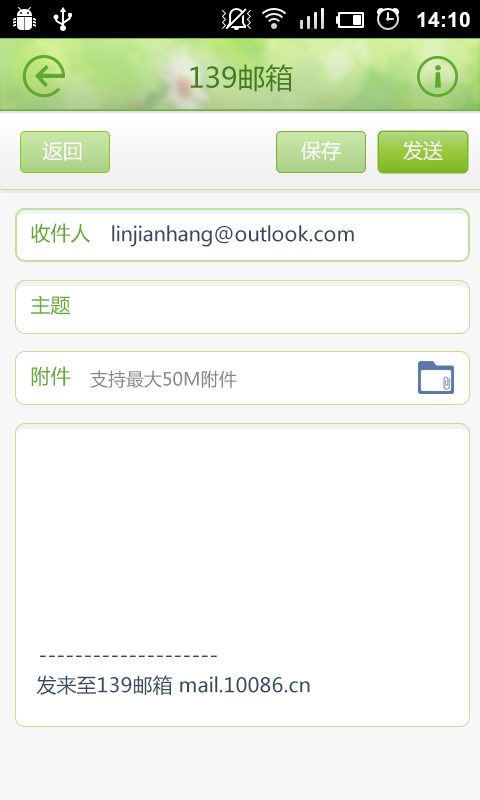 14:10
139邮箱
返回 保存 发送
收件人 linjianhang@outlook.com
主题
附件 支持最大50M附件
--------------------
发来至139邮箱 mail.10086.cn